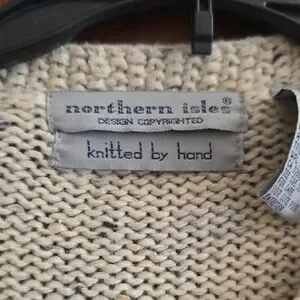 northern isles®
DESIGN COPYRIGHTED
knitted by hand